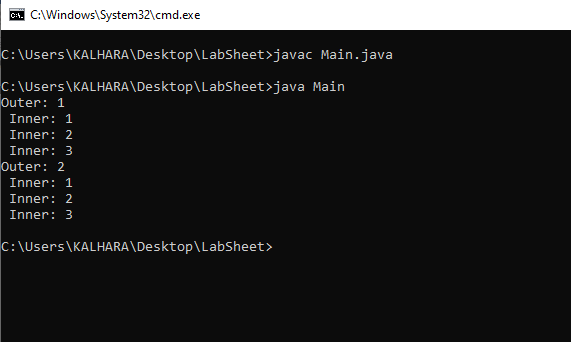 C:\Windows\System32\cmd.exe
C:\Users\KALHARA\Desktop\LabSheet>javac Main.java
C:\Users\KALHARA\Desktop\LabSheet>java Main
Outer: 1
 Inner: 1
 Inner: 2
 Inner: 3
Outer: 2
 Inner: 1
 Inner: 2
 Inner: 3
C:\Users\KALHARA\Desktop\LabSheet>